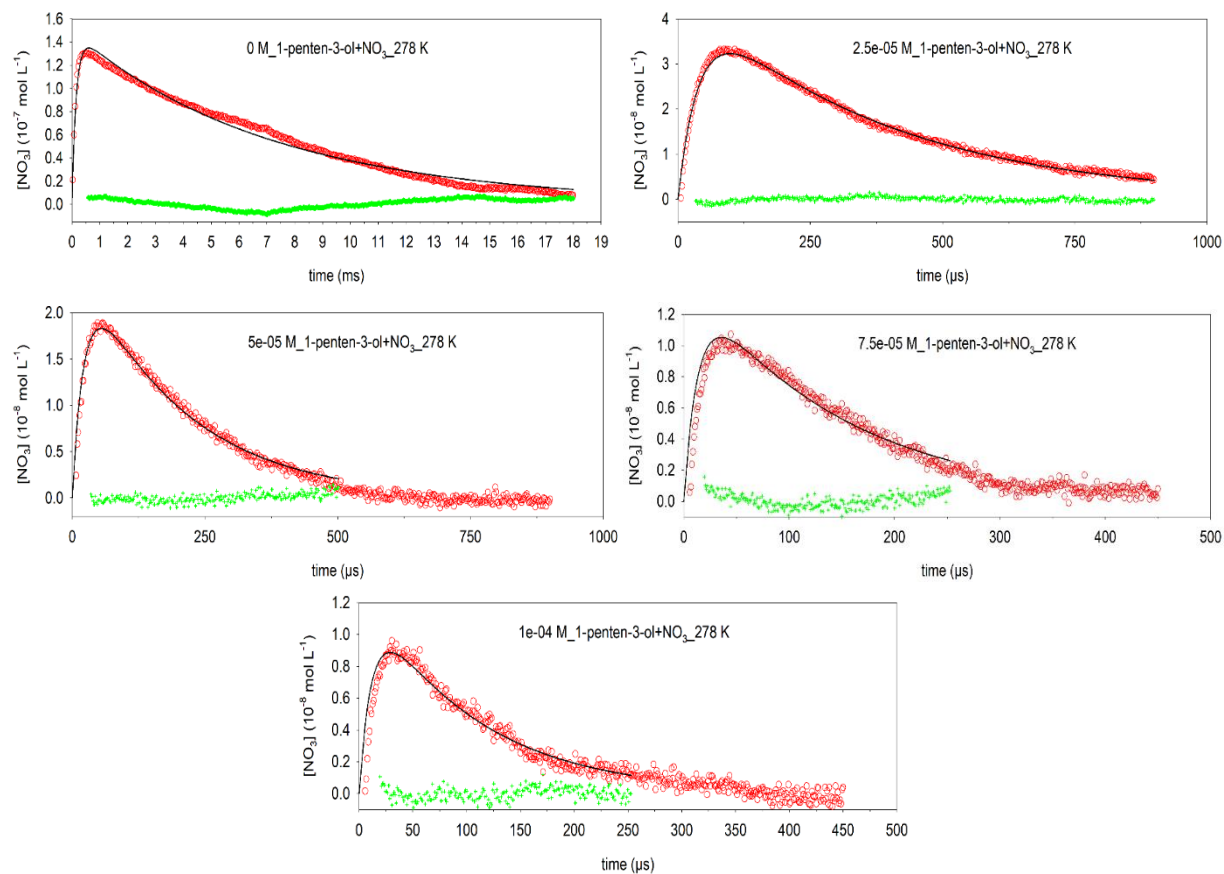 0 M_1-penten-3-ol+NO₃_278 K
[NO₃] (10⁻⁷ mol L⁻¹)
1.6
1.4
1.2
1.0
0.8
0.6
0.4
0.2
0.0
0 1 2 3 4 5 6 7 8 9 10 11 12 13 14 15 16 17 18 19
time (ms)
2.5e-05 M_1-penten-3-ol+NO₃_278 K
[NO₃] (10⁻⁸ mol L⁻¹)
4
3
2
1
0
0 250 500 750 1000
time (µs)
5e-05 M_1-penten-3-ol+NO₃_278 K
[NO₃] (10⁻⁸ mol L⁻¹)
2.0
1.5
1.0
0.5
0.0
0 250 500 750 1000
time (µs)
7.5e-05 M_1-penten-3-ol+NO₃_278 K
[NO₃] (10⁻⁸ mol L⁻¹)
1.2
1.0
0.8
0.6
0.4
0.2
0.0
0 50 100 150 200 250 300 350 400 450 500
time (µs)
1e-04 M_1-penten-3-ol+NO₃_278 K
[NO₃] (10⁻⁸ mol L⁻¹)
1.2
1.0
0.8
0.6
0.4
0.2
0.0
0 50 100 150 200 250 300 350 400 450 500
time (µs)